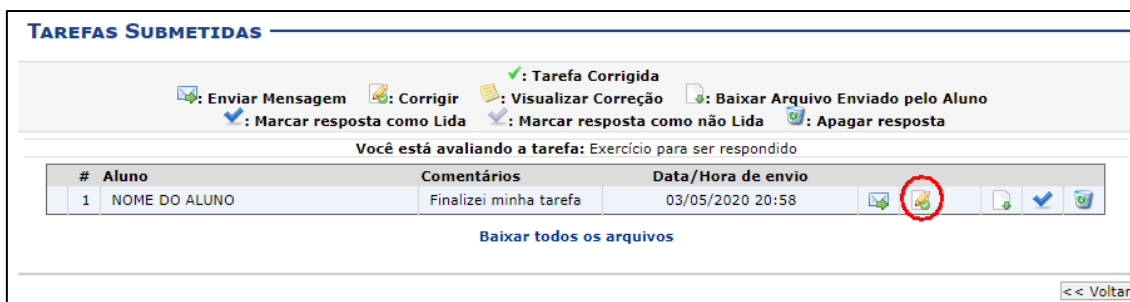 TAREFAS SUBMETIDAS
: Tarefa Corrigida
: Enviar Mensagem : Corrigir : Visualizar Correção : Baixar Arquivo Enviado pelo Aluno
: Marcar resposta como Lida : Marcar resposta como não Lida : Apagar resposta
Você está avaliando a tarefa: Exercício para ser respondido
# Aluno Comentários Data/Hora de envio
1 NOME DO ALUNO Finalizei minha tarefa 03/05/2020 20:58
Baixar todos os arquivos
<< Voltar